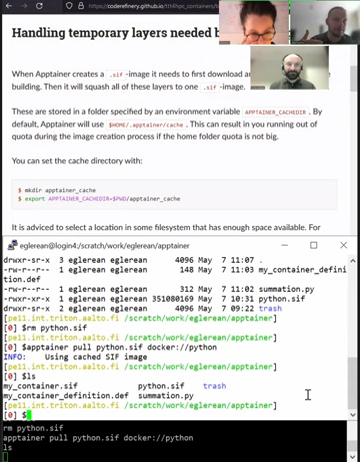 coderefinery.github.io/ttt4hpc_containers/b
Handling temporary layers needed b
When Apptainer creates a .sif -image it needs to first download ar
building. Then it will squash all of these layers to one .sif -image.
These are stored in a folder specified by an environment variable APPTAINER_CACHEDIR . By
default, Apptainer will use $HOME/.apptainer/cache . This can result in you running out of
quota during the image creation process if the home folder quota is not big.
You can set the cache directory with:
$ mkdir apptainer_cache
$ export APPTAINER_CACHEDIR=$PWD/apptainer_cache
It is adviced to select a location in some filesystem that has enough space available. For
eglerean@login4:/scratch/work/eglerean/apptainer
drwxr-sr-x 3 eglerean eglerean 4096 May 7 11:07 .
-rw-r--r-- 1 eglerean eglerean 148 May 7 11:03 my_container_defini
tion.def
-rw-r--r-- 1 eglerean eglerean 312 May 7 11:02 summation.py
-rwxr-xr-x 1 eglerean eglerean 351080169 May 7 10:31 python.sif
drwxr-sr-x 2 eglerean eglerean 4096 May 7 09:22 trash
[pe11.int.triton.aalto.fi /scratch/work/eglerean/apptainer]
[0] $rm python.sif
[pe11.int.triton.aalto.fi /scratch/work/eglerean/apptainer]
[0] $apptainer pull python.sif docker://python
INFO: Using cached SIF image
[pe11.int.triton.aalto.fi /scratch/work/eglerean/apptainer]
[0] $ls
my_container.sif python.sif trash
my_container_definition.def summation.py
[pe11.int.triton.aalto.fi /scratch/work/eglerean/apptainer]
[0] $
rm python.sif
apptainer pull python.sif docker://python
ls